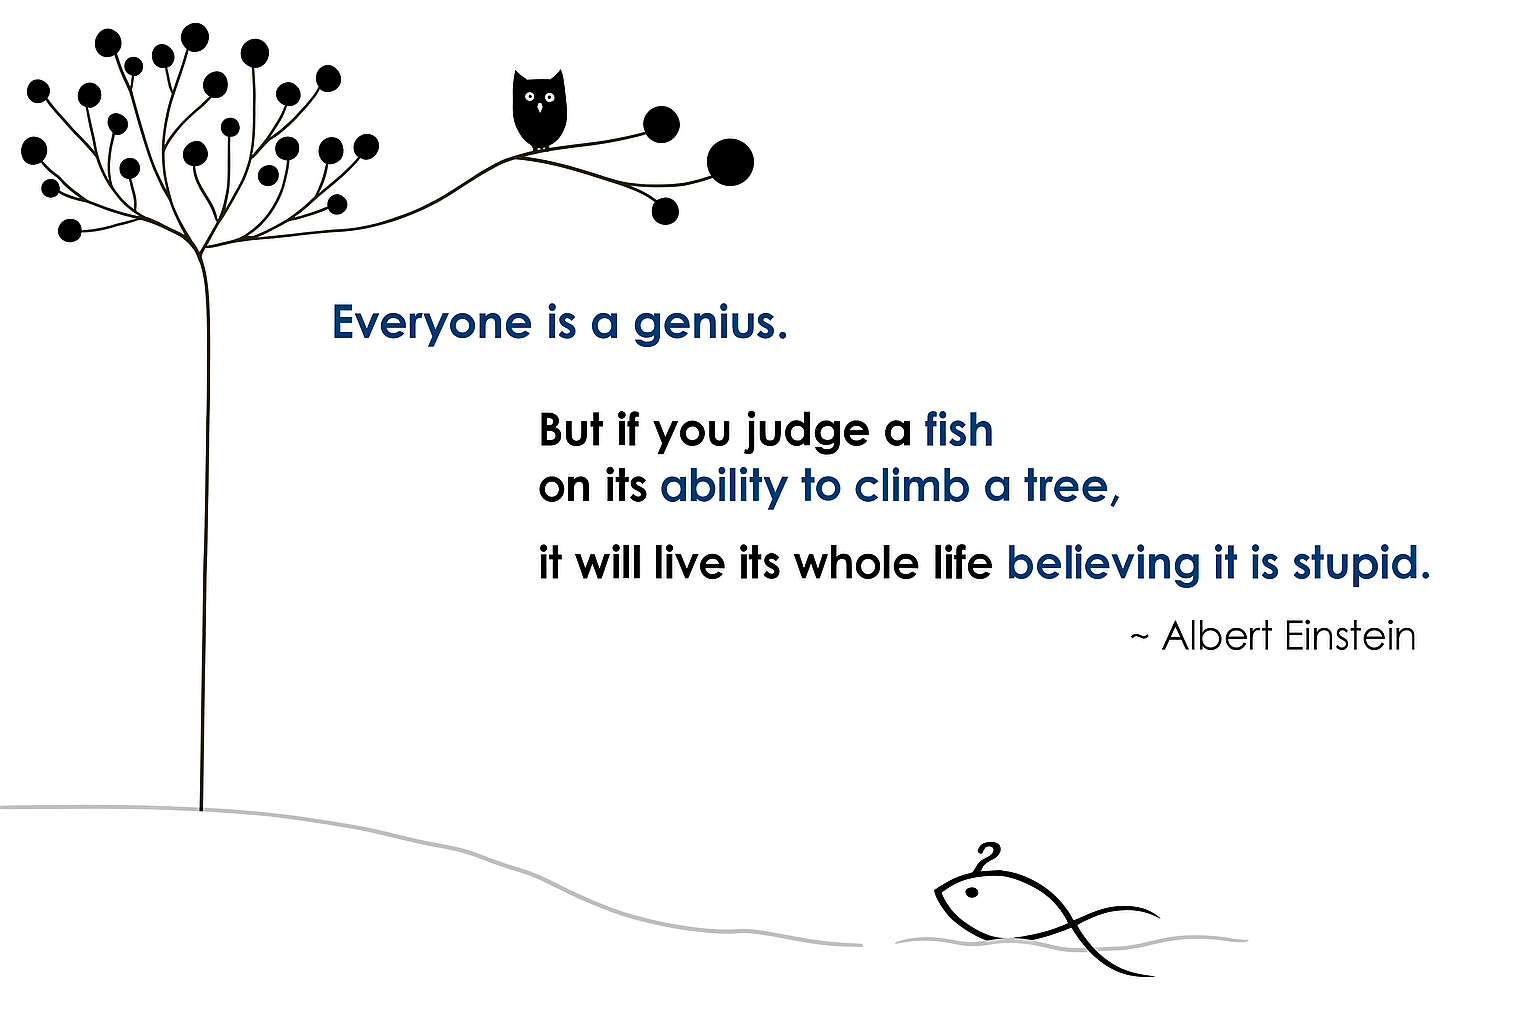 Everyone is a genius.
But if you judge a fish
on its ability to climb a tree,
it will live its whole life believing it is stupid.
~ Albert Einstein
?